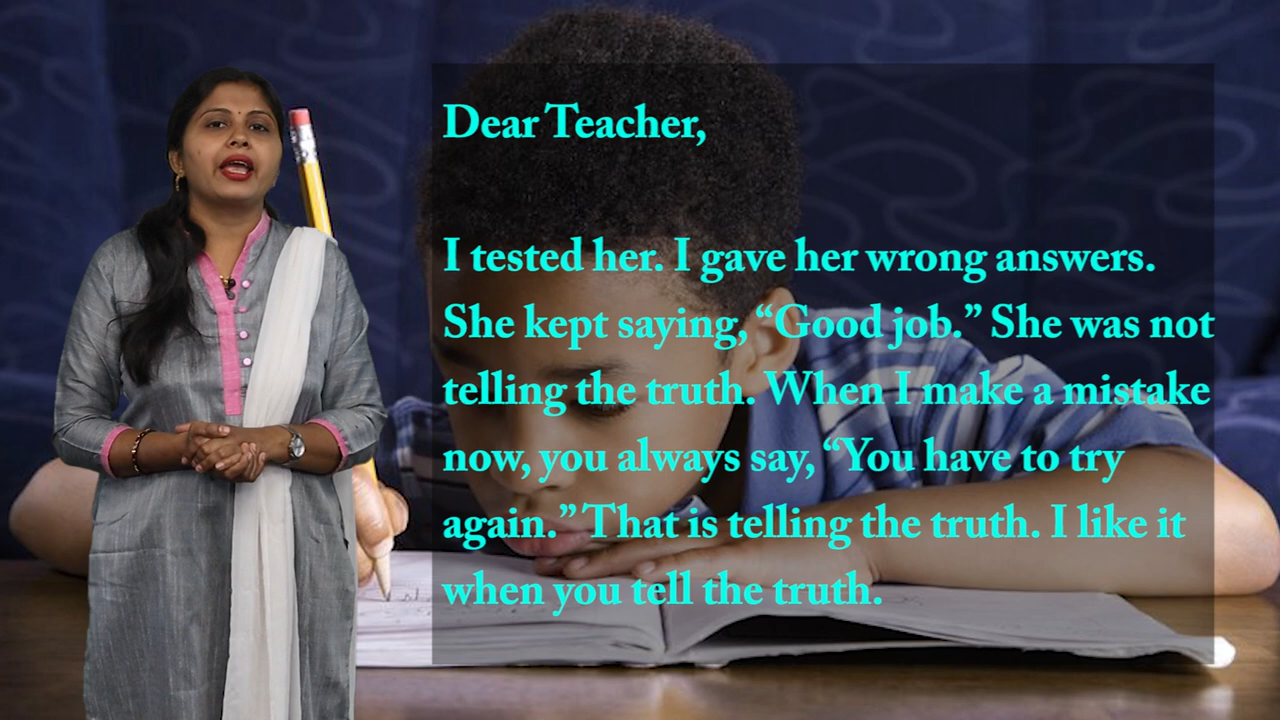 Dear Teacher,
I tested her. I gave her wrong answers.
She kept saying, “Good job.” She was not
telling the truth. When I make a mistake
now, you always say, “You have to try
again.” That is telling the truth. I like it
when you tell the truth.